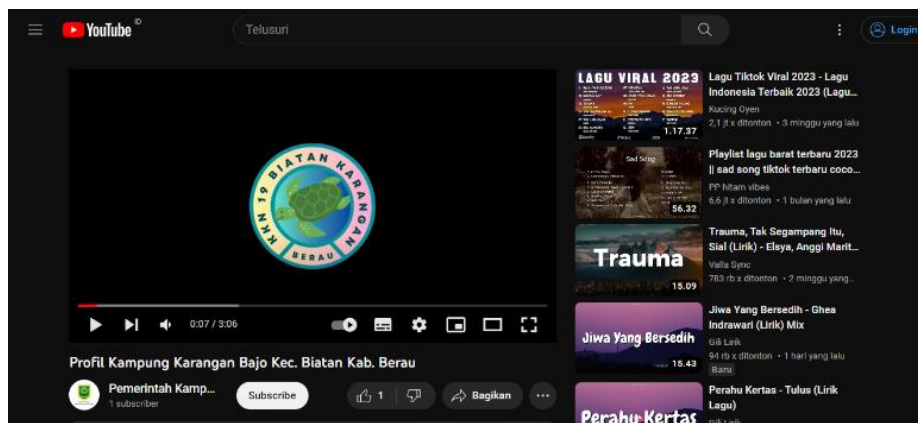 YouTube ID
Telusuri
Login
KKN 19 BIATAN KARANGAN
BERAU
0:07 / 3:06
Profil Kampung Karangan Bajo Kec. Biatan Kab. Berau
Pemerintah Kamp...
1 subscriber
Subscribe
1
Bagikan
LAGU VIRAL 2023
1.17.37
Lagu Tiktok Viral 2023 - Lagu
Indonesia Terbaik 2023 (Lagu...
Kucing Oyen
2,1 jt x ditonton • 3 minggu yang lalu
Sad Song
56.32
Playlist lagu barat terbaru 2023
|| sad song tiktok terbaru coco...
PP hitam vibes
6,6 jt x ditonton • 1 bulan yang lalu
Trauma
15.09
Trauma, Tak Segampang Itu,
Sial (Lirik) - Elsya, Anggi Marit...
Valla Sync
783 rb x ditonton • 2 minggu yang...
Jiwa Yang Bersedih
15.43
Jiwa Yang Bersedih - Ghea
Indrawari (Lirik) Mix
Gili Lirik
94 rb x ditonton • 1 hari yang lalu
Baru
Perahu Kertas
Perahu Kertas - Tulus (Lirik
Lagu)
Gili Lirik